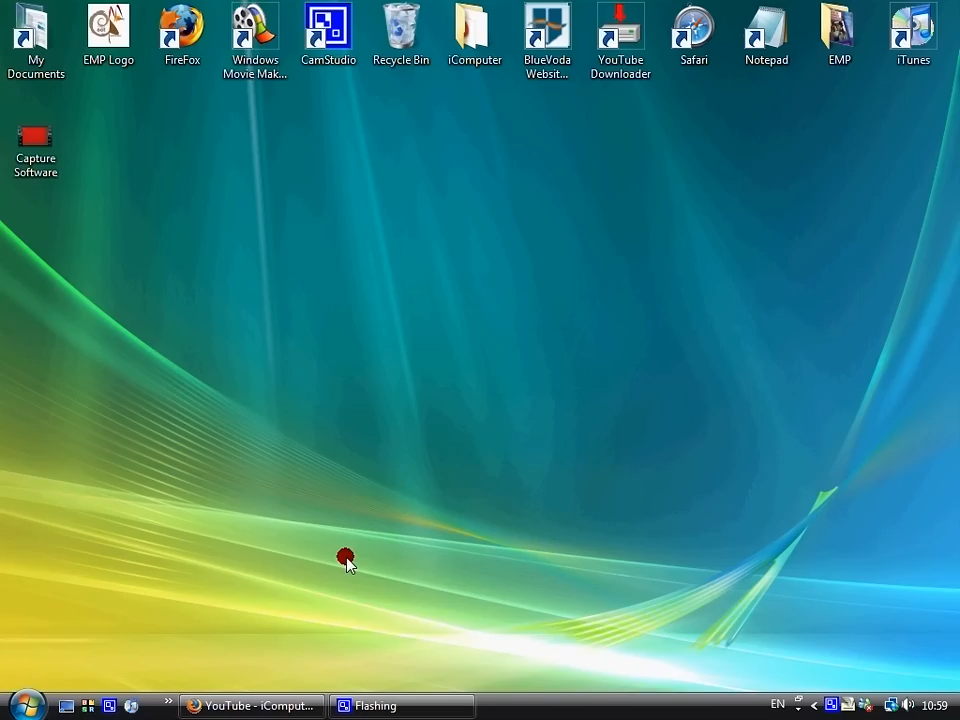 My Documents
EMP Logo
FireFox
Windows Movie Mak...
CamStudio
Recycle Bin
iComputer
BlueVoda Websit...
YouTube Downloader
Safari
Notepad
EMP
iTunes
Capture Software
YouTube - iComput...
Flashing
EN
10:59